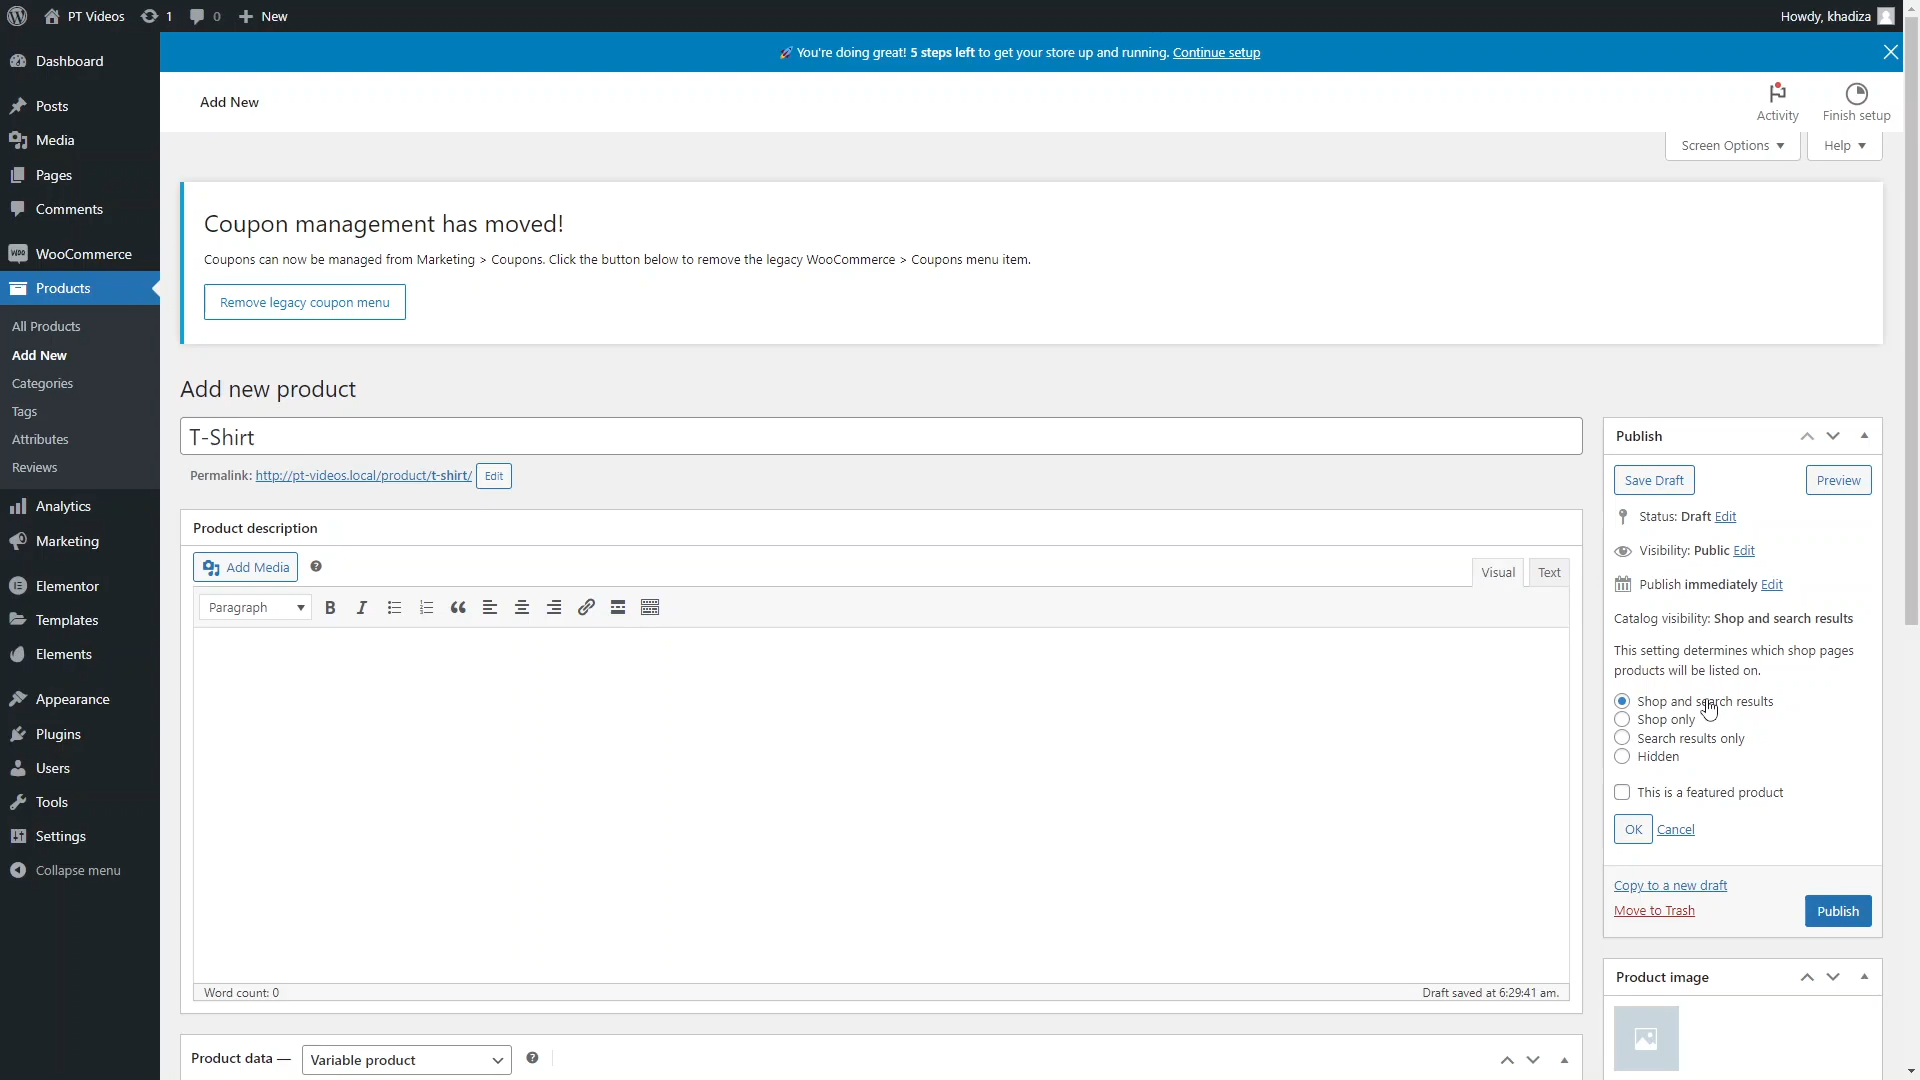 PT Videos
1
0
New
Howdy, khadiza
🚀 You're doing great! 5 steps left to get your store up and running. Continue setup
Dashboard
Posts
Media
Pages
Comments
WooCommerce
Products
All Products
Add New
Categories
Tags
Attributes
Reviews
Analytics
Marketing
Elementor
Templates
Elements
Appearance
Plugins
Users
Tools
Settings
Collapse menu
Add New
Activity
Finish setup
Screen Options
Help
Coupon management has moved!
Coupons can now be managed from Marketing > Coupons. Click the button below to remove the legacy WooCommerce > Coupons menu item.
Remove legacy coupon menu
Add new product
T-Shirt
Permalink: http://pt-videos.local/product/t-shirt/ Edit
Product description
Add Media
Visual
Text
Paragraph
Word count: 0
Draft saved at 6:29:41 am.
Product data — Variable product
Publish
Save Draft
Preview
Status: Draft Edit
Visibility: Public Edit
Publish immediately Edit
Catalog visibility: Shop and search results
This setting determines which shop pages
products will be listed on.
Shop and search results
Shop only
Search results only
Hidden
This is a featured product
OK Cancel
Copy to a new draft
Move to Trash
Publish
Product image